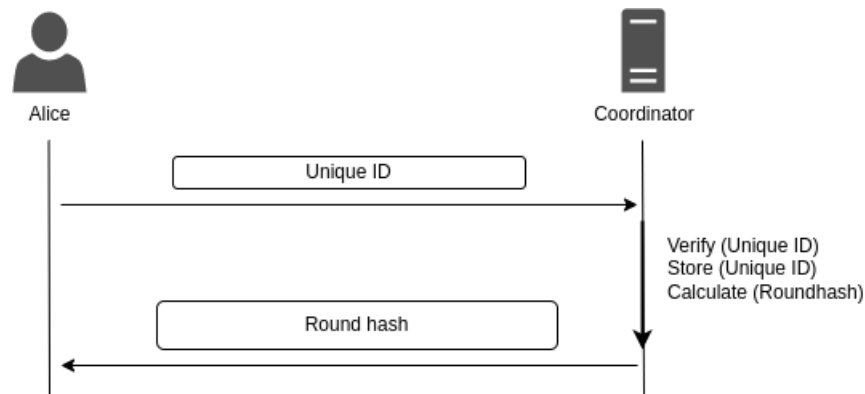 Alice
Coordinator
Unique ID
Verify (Unique ID)
Store (Unique ID)
Calculate (Roundhash)
Round hash